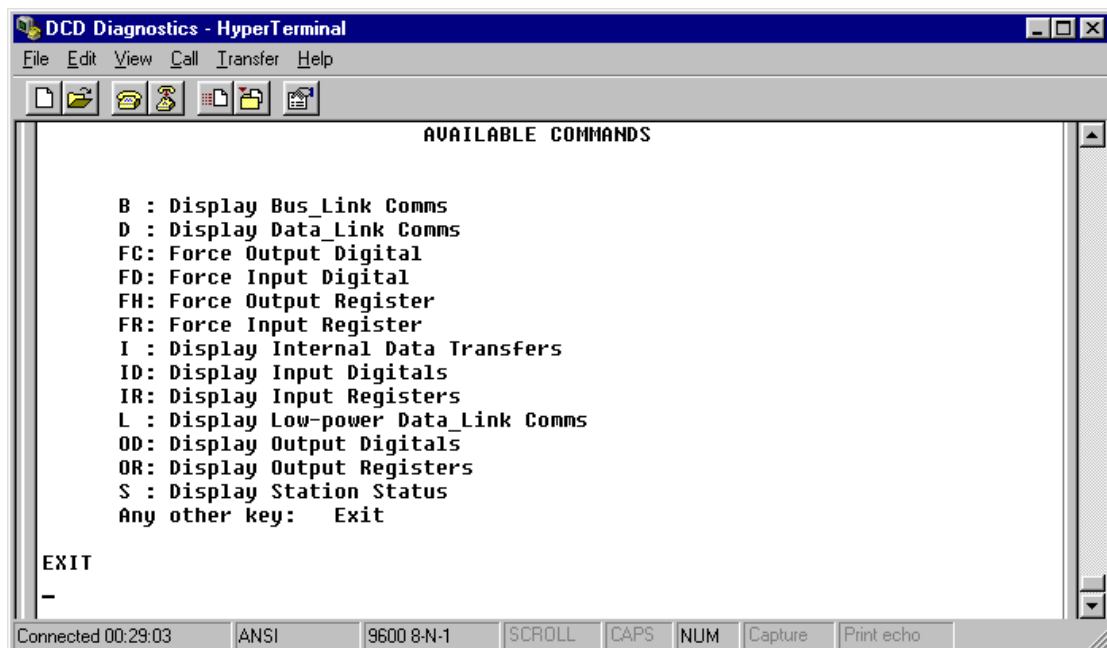 DCD Diagnostics - HyperTerminal
File Edit View Call Transfer Help
AVAILABLE COMMANDS
B : Display Bus_Link Comms
D : Display Data_Link Comms
FC: Force Output Digital
FD: Force Input Digital
FH: Force Output Register
FR: Force Input Register
I : Display Internal Data Transfers
ID: Display Input Digitals
IR: Display Input Registers
L : Display Low-power Data_Link Comms
OD: Display Output Digitals
OR: Display Output Registers
S : Display Station Status
Any other key: Exit
EXIT
_
Connected 00:29:03 ANSI 9600 8-N-1 SCROLL CAPS NUM Capture Print echo